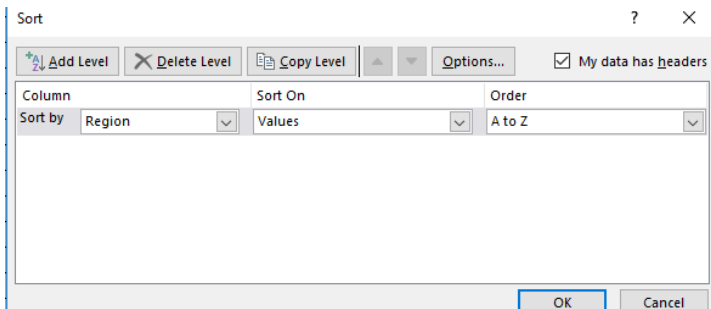 Sort ?
Add Level Delete Level Copy Level Options... My data has headers
Column Sort On Order
Sort by Region Values A to Z
OK Cancel